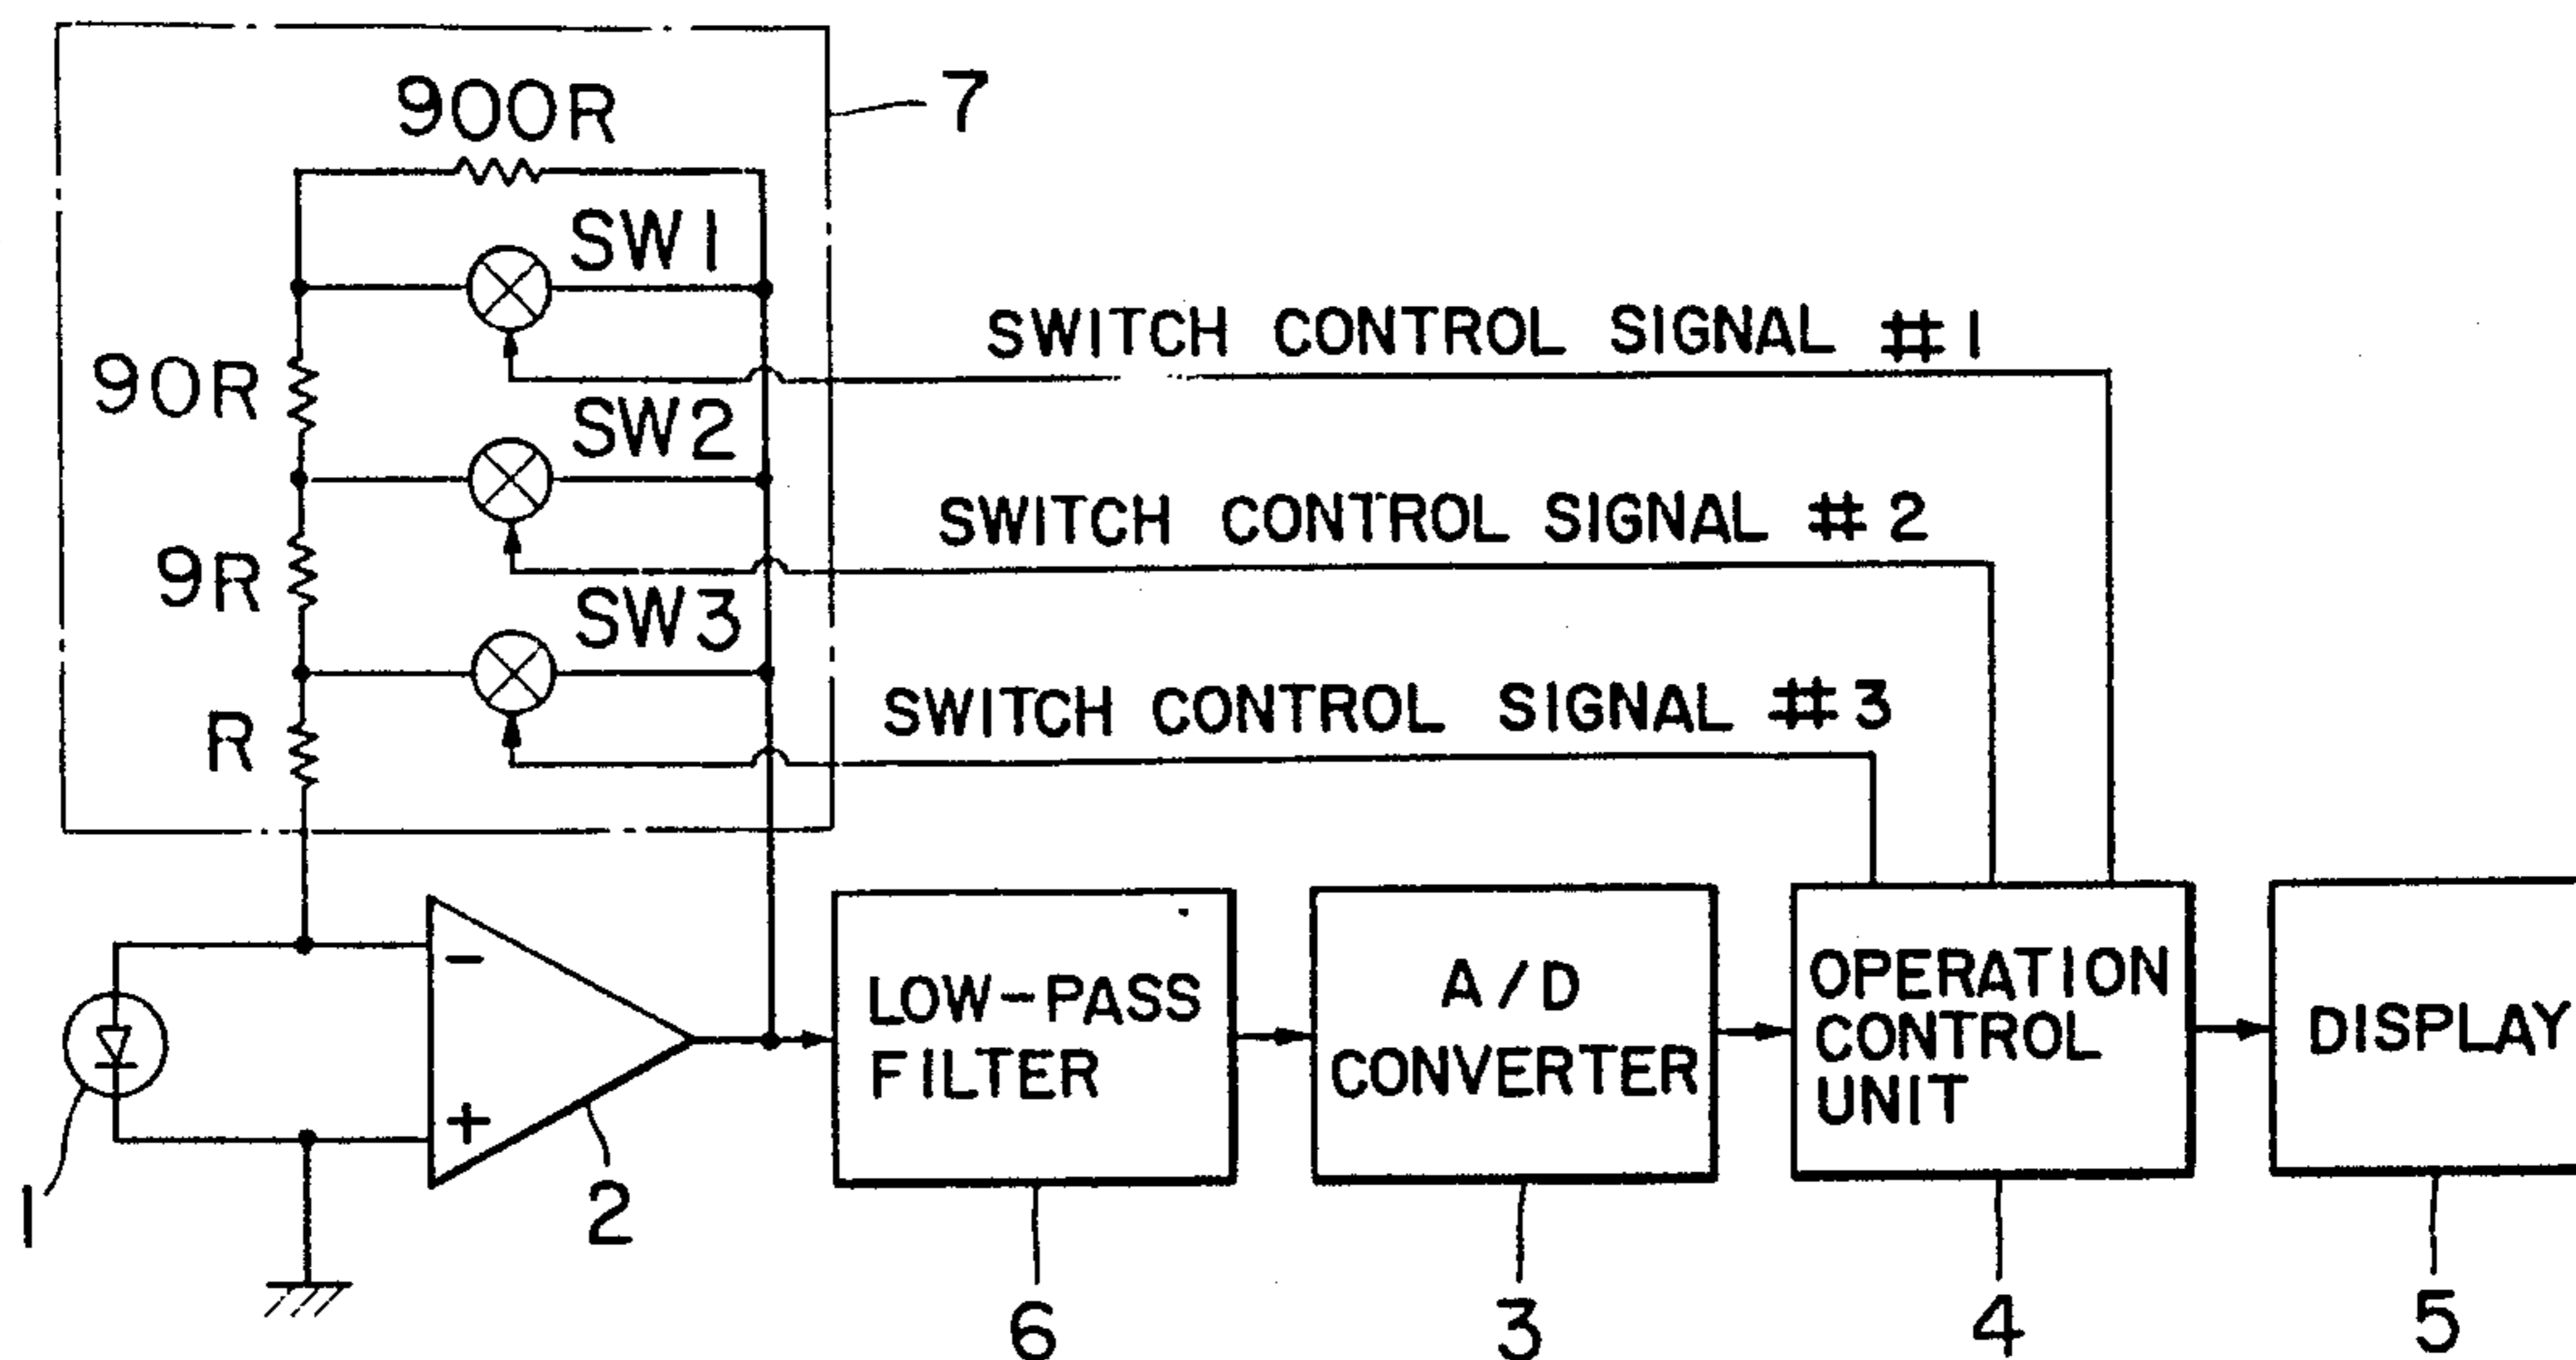 7
900R
SW1
SWITCH CONTROL SIGNAL #1
90R
SW2
SWITCH CONTROL SIGNAL #2
9R
SW3
SWITCH CONTROL SIGNAL #3
R
-
+
LOW-PASS
FILTER
A/D
CONVERTER
OPERATION
CONTROL
UNIT
DISPLAY
1
2
6
3
4
5